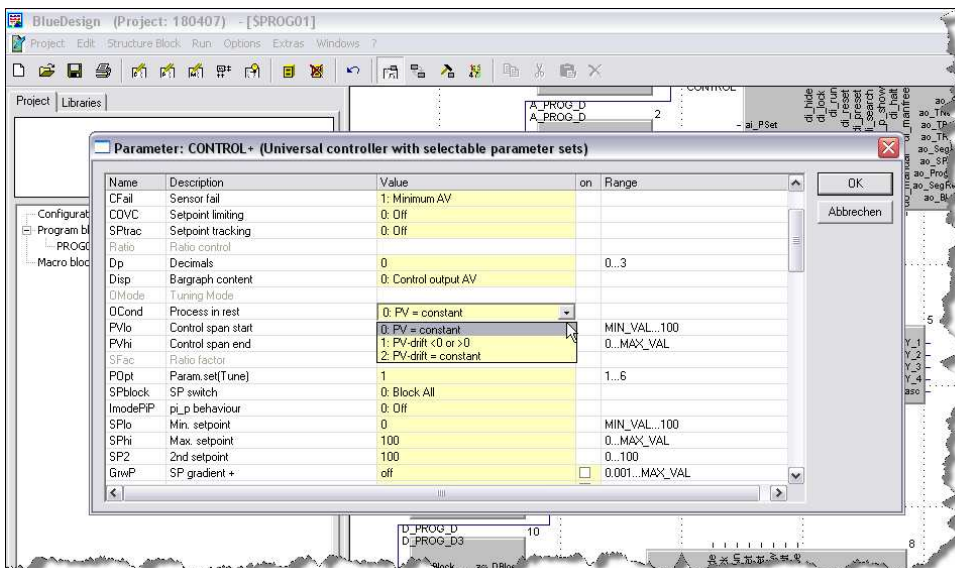 BlueDesign (Project: 180407) - [SPROG01]
Project Edit Structure Block Run Options Extras Windows ?
Project Libraries
A_PROG_D
A_PROG_D
2
CONTROL
ai_PSet
di_hide
di_lock
di_run
di_reset
di_preset
di_halt
Parameter: CONTROL+ (Universal controller with selectable parameter sets)
Name Description Value on Range
CFail Sensor fail 1: Minimum AV
COVC Setpoint limiting 0: Off
SPtrac Setpoint tracking 0: Off
Ratio Ratio control
Dp Decimals 0 0...3
Disp Bargraph content 0: Control output AV
OMode Tuning Mode
OCond Process in rest 0: PV = constant
0: PV = constant
1: PV-drift <0 or >0
2: PV-drift = constant
PVlo Control span start MIN_VAL...100
PVhi Control span end 0...MAX_VAL
SFac Ratio factor
POpt Param.set(Tune) 1 1...6
SPblock SP switch 0: Block All
ImodePiP pi_p behaviour 0: Off
SPlo Min. setpoint 0 MIN_VAL...100
SPhi Max. setpoint 100 0...MAX_VAL
SP2 2nd setpoint 100 0...100
GrwP SP gradient + off 0.001...MAX_VAL
OK
Abbrechen
Configurat
Program bl
PROG0
Macro bloc
5
Y_1
Y_2
Y_3
Y_4
D_PROG_D
D_PROG_D3
10
8